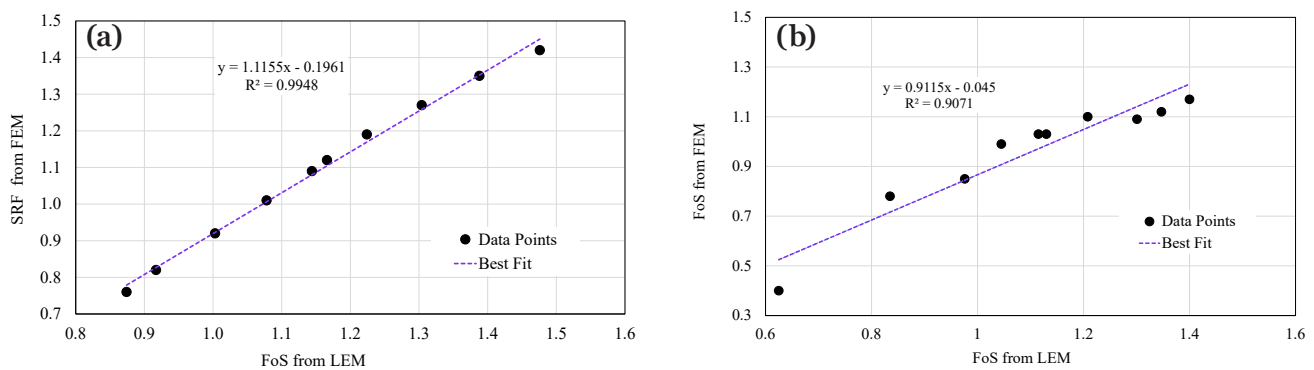 (a)
y = 1.1155x - 0.1961
R² = 0.9948
1.5
1.4
1.3
1.2
1.1
1.0
0.9
0.8
0.7
SRF from FEM
Data Points
Best Fit
0.8 0.9 1.0 1.1 1.2 1.3 1.4 1.5 1.6
FoS from LEM
(b)
y = 0.9115x - 0.045
R² = 0.9071
1.5
1.3
1.1
0.9
0.7
0.5
0.3
FoS from FEM
Data Points
Best Fit
0.6 0.8 1 1.2 1.4 1.6
FoS from LEM